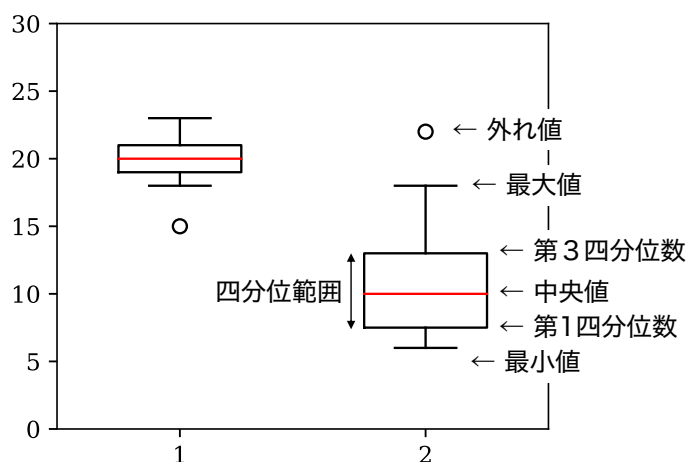 30
25
20
15
10
5
0
1
2
← 外れ値
← 最大値
← 第３四分位数
四分位範囲
← 中央値
← 第1四分位数
← 最小値